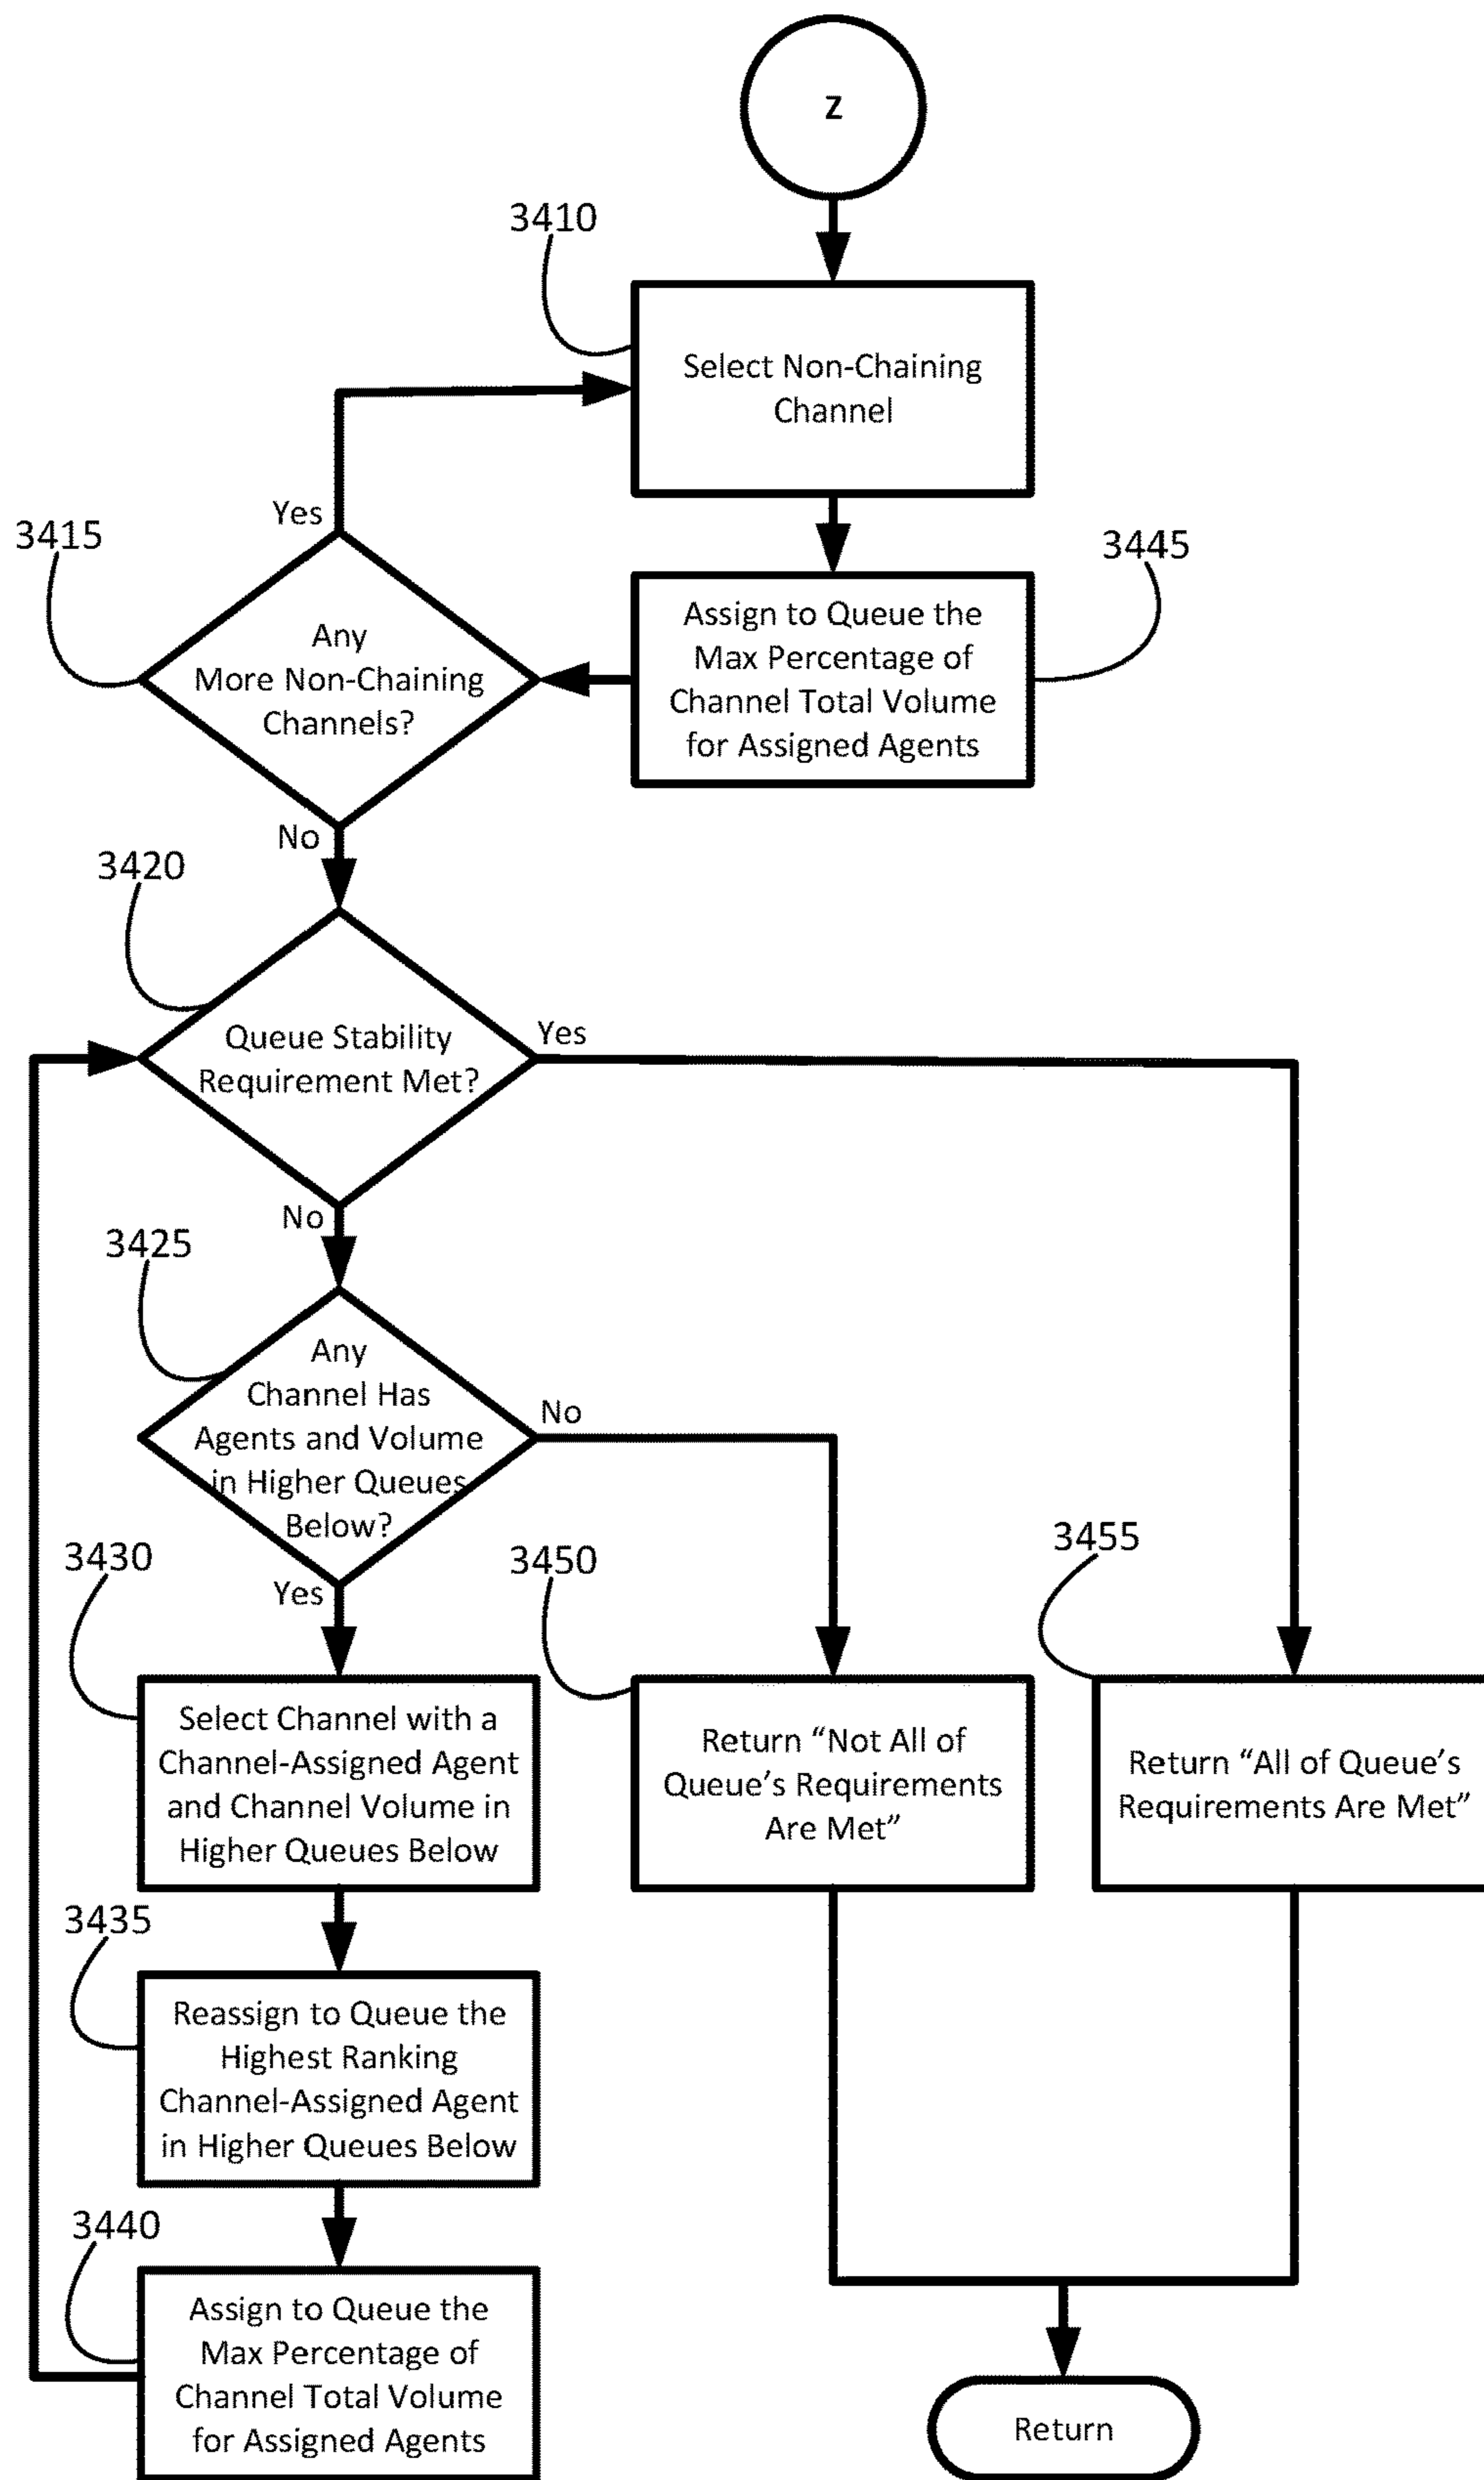 Z
3410
Select Non-Chaining
Channel
Yes
3415
3445
Any
More Non-Chaining
Channels?
Assign to Queue the
Max Percentage of
Channel Total Volume
for Assigned Agents
No
3420
Queue Stability
Requirement Met?
Yes
No
3425
Any
Channel Has
Agents and Volume
in Higher Queues
Below?
No
Yes
3430
3450
3455
Select Channel with a
Channel-Assigned Agent
and Channel Volume in
Higher Queues Below
Return “Not All of
Queue’s Requirements
Are Met”
Return “All of Queue’s
Requirements Are Met”
3435
Reassign to Queue the
Highest Ranking
Channel-Assigned Agent
in Higher Queues Below
3440
Assign to Queue the
Max Percentage of
Channel Total Volume
for Assigned Agents
Return